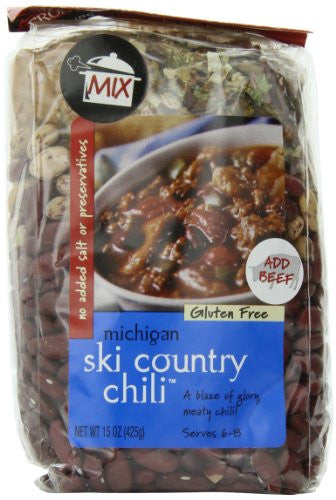 MIX
no added salt or preservatives
ADD
BEEF
Gluten Free
michigan
ski country
chili™
A blaze of glory,
meaty chili!
NET WT 15 OZ (425g)
Serves 6-8